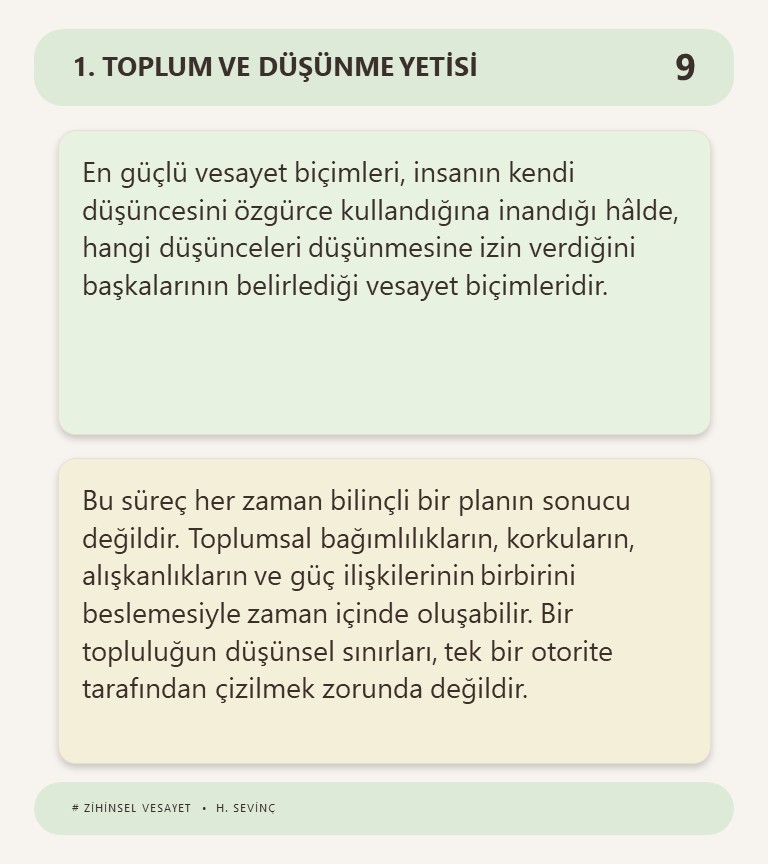 1. TOPLUM VE DÜŞÜNME YETİSİ 9
En güçlü vesayet biçimleri, insanın kendi
düşüncesini özgürce kullandığına inandığı hâlde,
hangi düşünceleri düşünmesine izin verdiğini
başkalarının belirlediği vesayet biçimleridir.
Bu süreç her zaman bilinçli bir planın sonucu
değildir. Toplumsal bağımlılıkların, korkuların,
alışkanlıkların ve güç ilişkilerinin birbirini
beslemesiyle zaman içinde oluşabilir. Bir
topluluğun düşünsel sınırları, tek bir otorite
tarafından çizilmek zorunda değildir.
# ZİHİNSEL VESAYET • H. SEVİNÇ